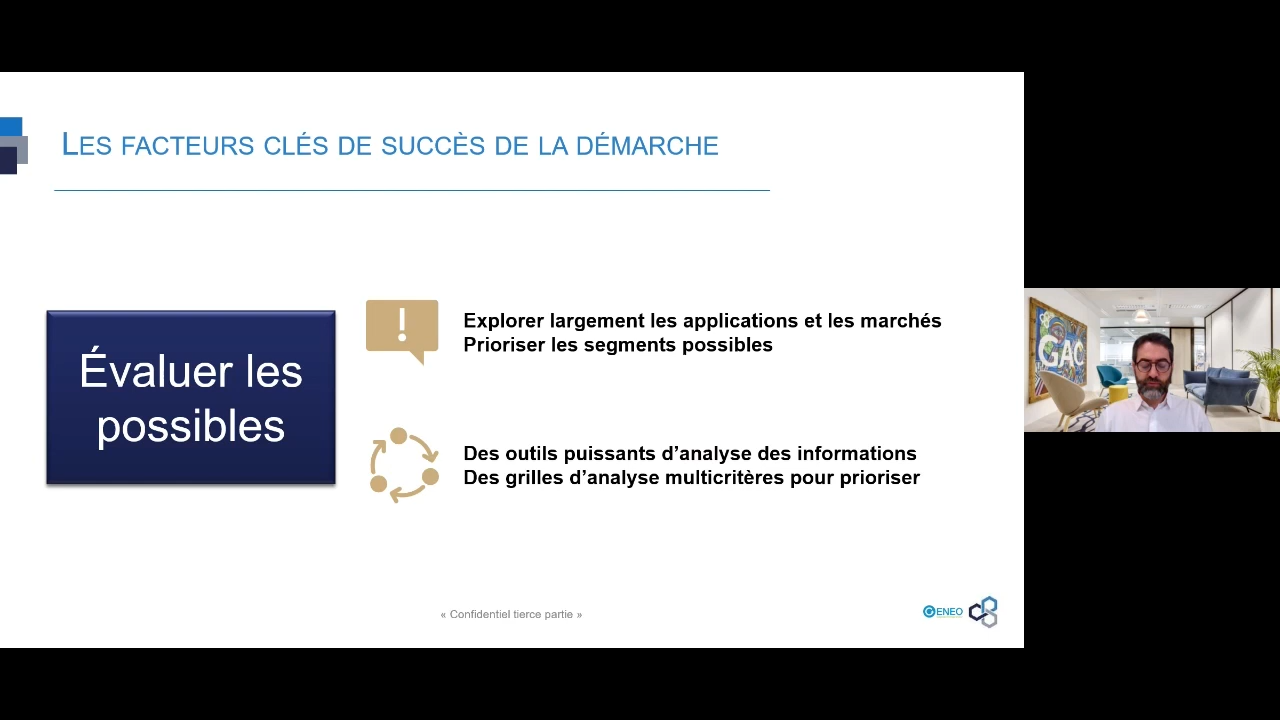 LES FACTEURS CLÉS DE SUCCÈS DE LA DÉMARCHE
Évaluer les
possibles
!
Explorer largement les applications et les marchés
Prioriser les segments possibles
Des outils puissants d’analyse des informations
Des grilles d’analyse multicritères pour prioriser
« Confidentiel tierce partie »
GENEO
GAC